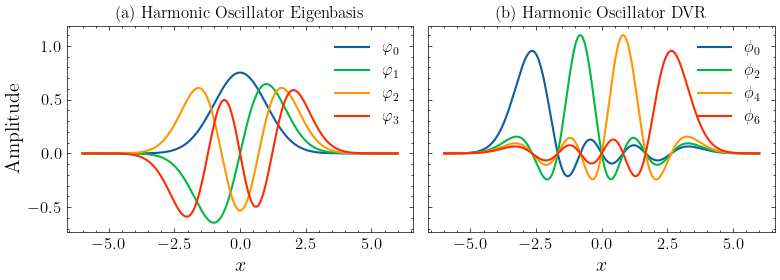 (a) Harmonic Oscillator Eigenbasis
Amplitude
1.0
0.5
0.0
−0.5
−5.0 −2.5 0.0 2.5 5.0
x
φ₀
φ₁
φ₂
φ₃
(b) Harmonic Oscillator DVR
−5.0 −2.5 0.0 2.5 5.0
x
ϕ₀
ϕ₂
ϕ₄
ϕ₆